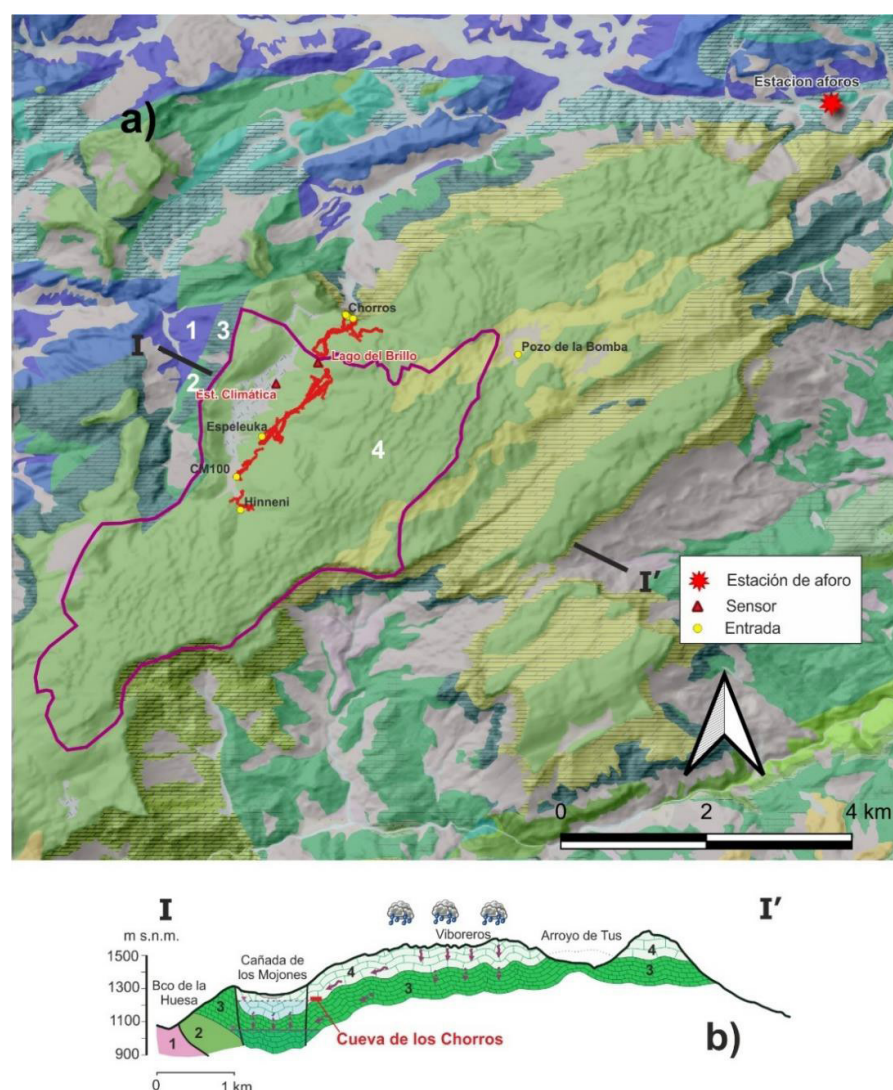 a)
Estacion aforos
Chorros
1
3
I
Lago del Brillo
Pozo de la Bomba
2
Est. Climática
Espeleuka
4
CM100
Hinneni
I'
Estación de aforo
Sensor
Entrada
0 2 4 km
I I'
m s.n.m.
Viboreros
Arroyo de Tus
Cañada de
los Mojones
1500
4
4
Bco de la
Huesa
1300
3
3
3
1100
2
Cueva de los Chorros
b)
1
900
0 1 km